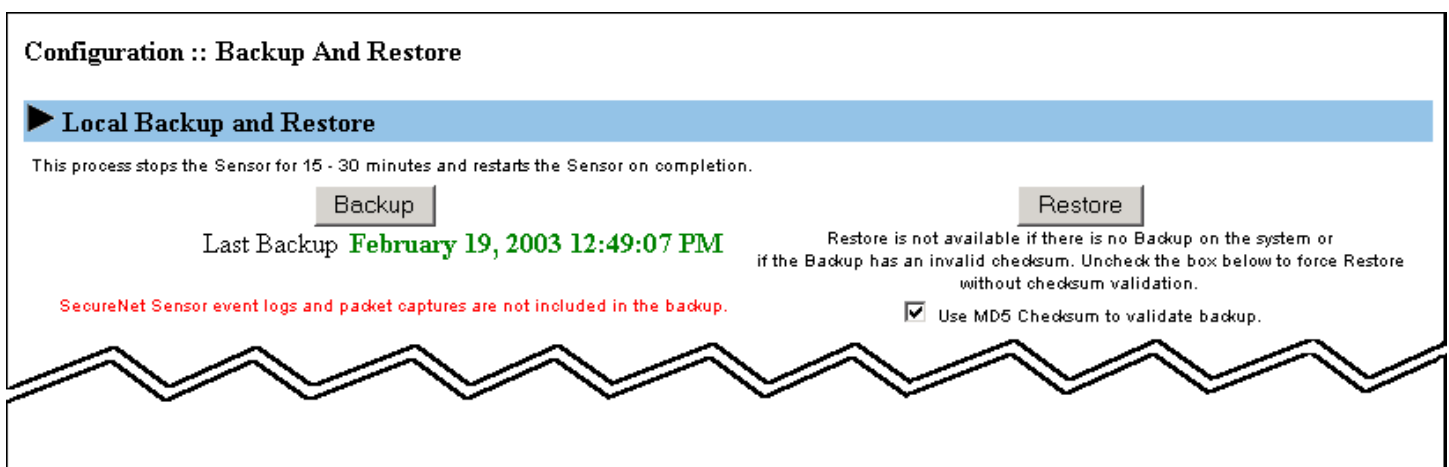 Configuration :: Backup And Restore
Local Backup and Restore
This process stops the Sensor for 15 - 30 minutes and restarts the Sensor on completion.
Backup
Last Backup February 19, 2003 12:49:07 PM
SecureNet Sensor event logs and packet captures are not included in the backup.
Restore
Restore is not available if there is no Backup on the system or
if the Backup has an invalid checksum. Uncheck the box below to force Restore
without checksum validation.
Use MD5 Checksum to validate backup.